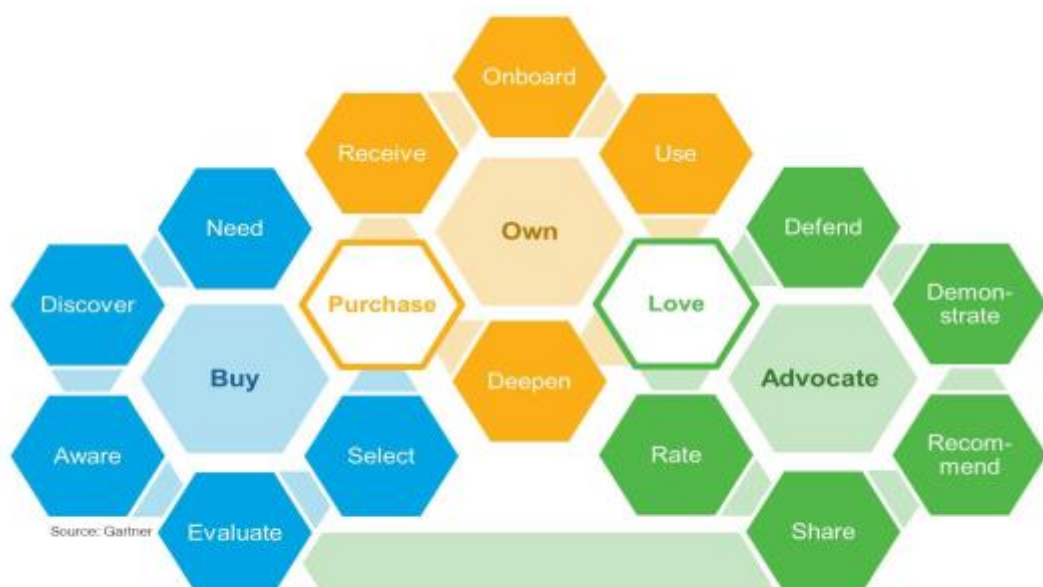 Onboard
Receive
Use
Need
Own
Defend
Discover
Purchase
Love
Demon-
strate
Buy
Deepen
Advocate
Aware
Select
Rate
Recom-
mend
Source: Gartner
Evaluate
Share